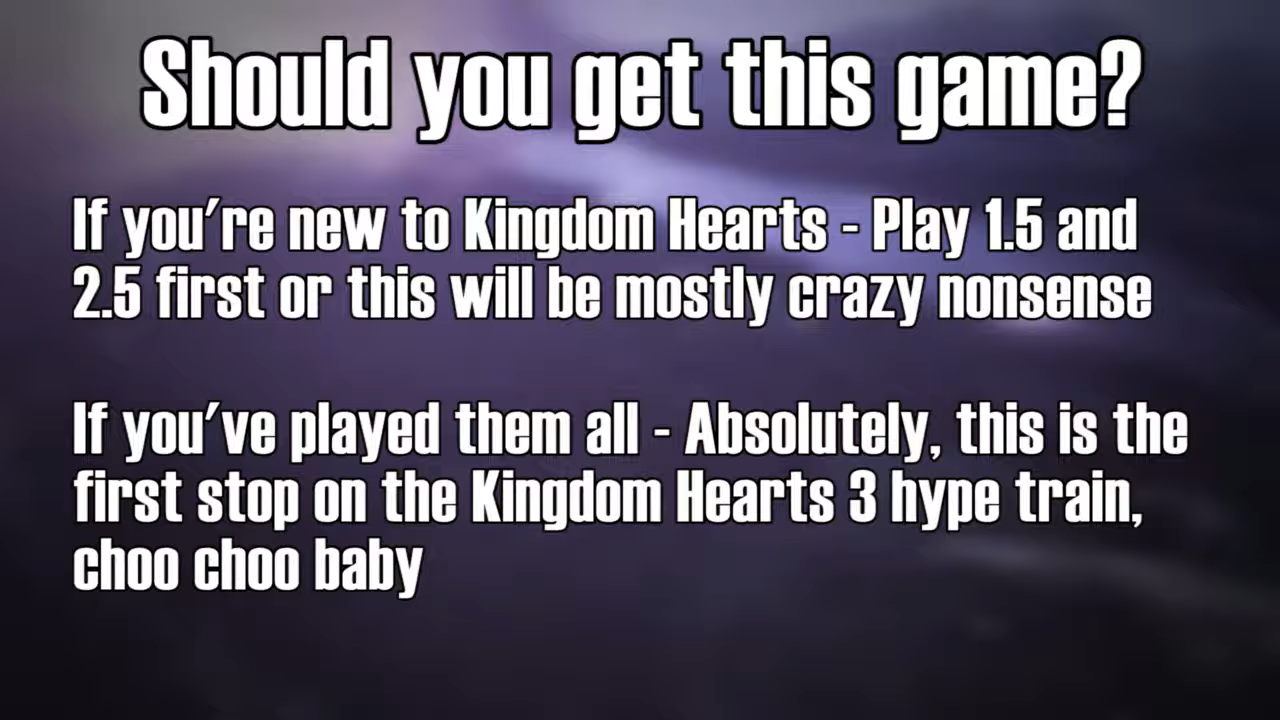 Should you get this game?
If you're new to Kingdom Hearts - Play 1.5 and
2.5 first or this will be mostly crazy nonsense
If you've played them all - Absolutely, this is the
first stop on the Kingdom Hearts 3 hype train,
choo choo baby